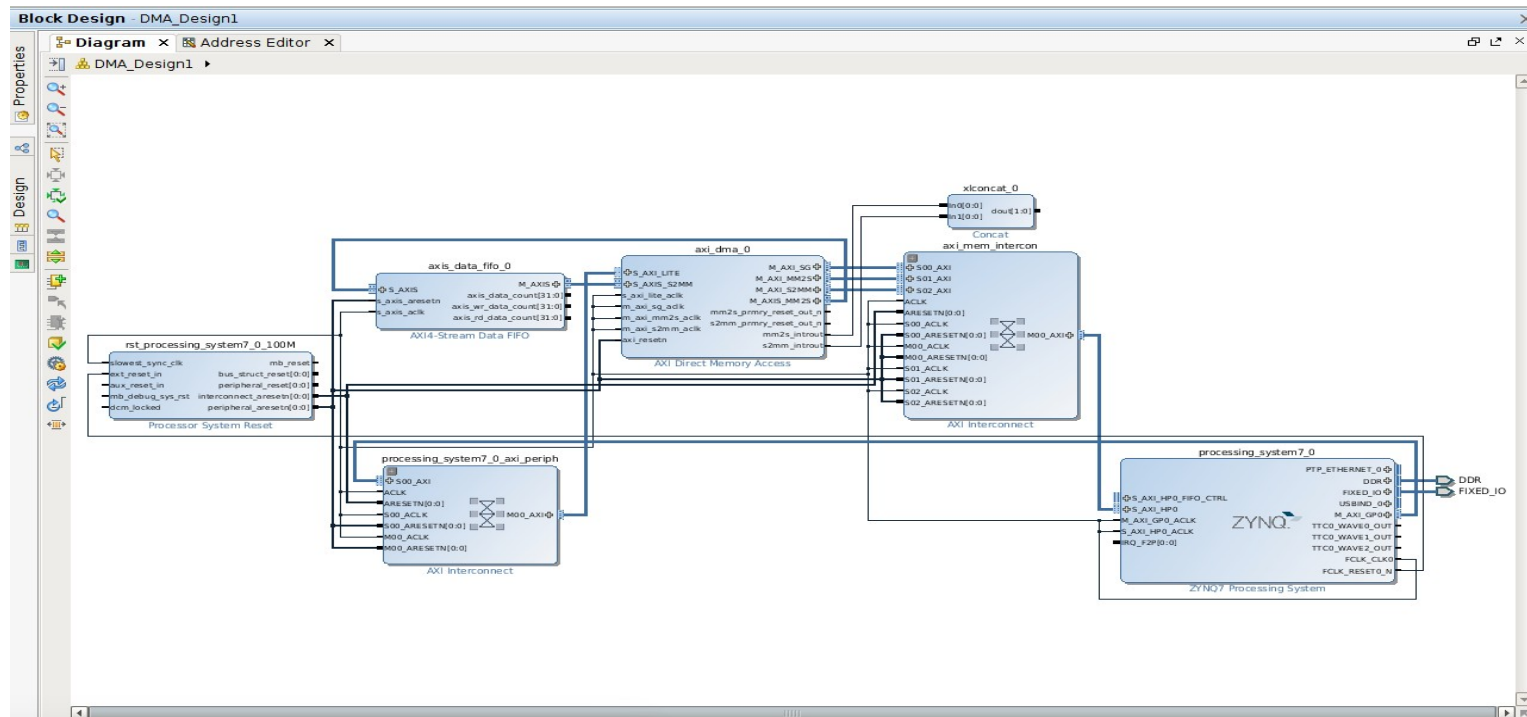 Block Design - DMA_Design1
Properties
Design
Diagram
Address Editor
DMA_Design1
xlconcat_0
In0[0:0]
In1[0:0]
dout[1:0]
Concat
axi_mem_intercon
S00_AXI
S01_AXI
S02_AXI
ACLK
ARESETN[0:0]
S00_ACLK
S00_ARESETN[0:0]
M00_ACLK
M00_ARESETN[0:0]
S01_ACLK
S01_ARESETN[0:0]
S02_ACLK
S02_ARESETN[0:0]
M00_AXI
AXI Interconnect
axi_dma_0
S_AXI_LITE
S_AXIS_S2MM
s_axi_lite_aclk
m_axi_sg_aclk
m_axi_mm2s_aclk
m_axi_s2mm_aclk
axi_resetn
M_AXI_SG
M_AXI_MM2S
M_AXI_S2MM
M_AXIS_MM2S
mm2s_prmry_reset_out_n
s2mm_prmry_reset_out_n
mm2s_introut
s2mm_introut
AXI Direct Memory Access
axis_data_fifo_0
S_AXIS
s_axis_aresetn
s_axis_aclk
M_AXIS
axis_data_count[31:0]
axis_wr_data_count[31:0]
axis_rd_data_count[31:0]
AXI4-Stream Data FIFO
rst_processing_system7_0_100M
slowest_sync_clk
ext_reset_in
aux_reset_in
mb_debug_sys_rst
dcm_locked
mb_reset
bus_struct_reset[0:0]
peripheral_reset[0:0]
interconnect_aresetn[0:0]
peripheral_aresetn[0:0]
Processor System Reset
processing_system7_0_axi_periph
S00_AXI
ACLK
ARESETN[0:0]
S00_ACLK
S00_ARESETN[0:0]
M00_ACLK
M00_ARESETN[0:0]
M00_AXI
AXI Interconnect
processing_system7_0
S_AXI_HP0_FIFO_CTRL
S_AXI_HP0
M_AXI_GP0_ACLK
S_AXI_HP0_ACLK
IRQ_F2P[0:0]
ZYNQ
PTP_ETHERNET_0
DDR
FIXED_IO
USBIND_0
M_AXI_GP0
TTC0_WAVE0_OUT
TTC0_WAVE1_OUT
TTC0_WAVE2_OUT
FCLK_CLK0
FCLK_RESET0_N
ZYNQ7 Processing System
DDR
FIXED_IO